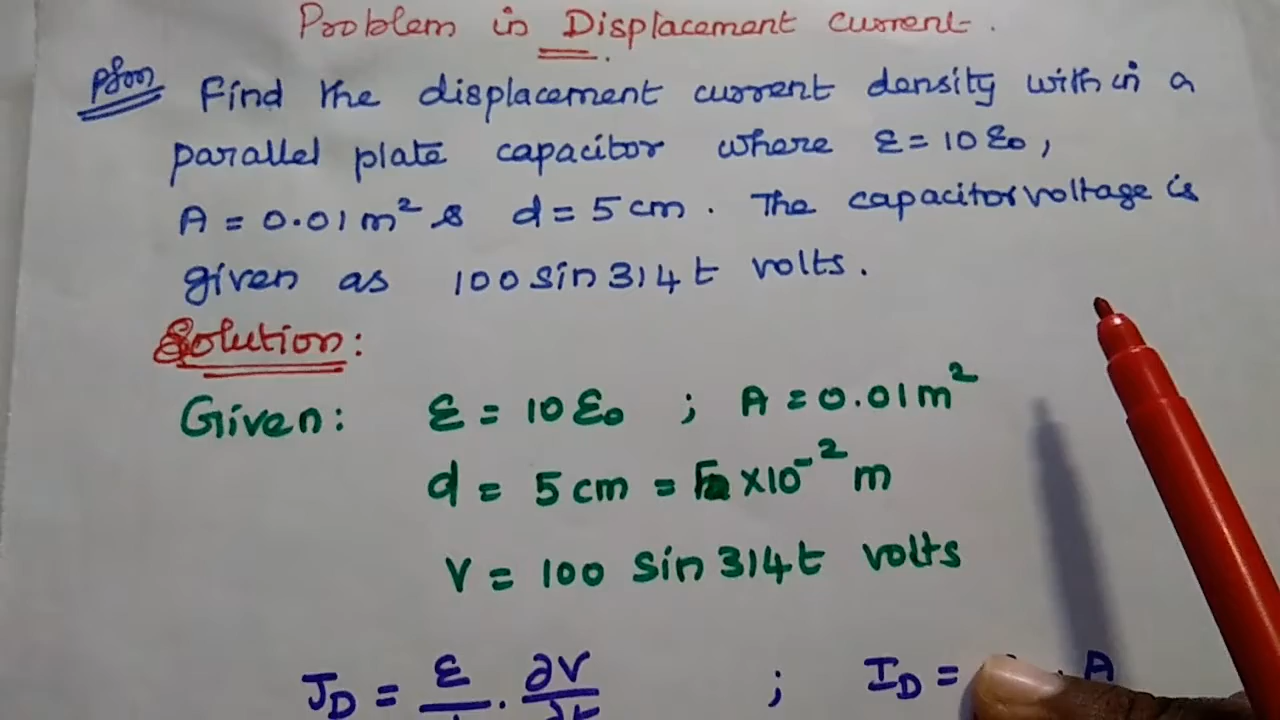 Problem in Displacement current.
Find the displacement current density with in a
parallel plate capacitor where ε = 10 ε₀,
A = 0.01 m² & d = 5 cm. The capacitor voltage is
given as 100 sin 314t volts.
Solution:
Given: ε = 10 ε₀ ; A = 0.01 m²
d = 5 cm = 5 ×10⁻² m
V = 100 sin 314t volts
J_D = ε/ . ∂V/∂t ; I_D = . A